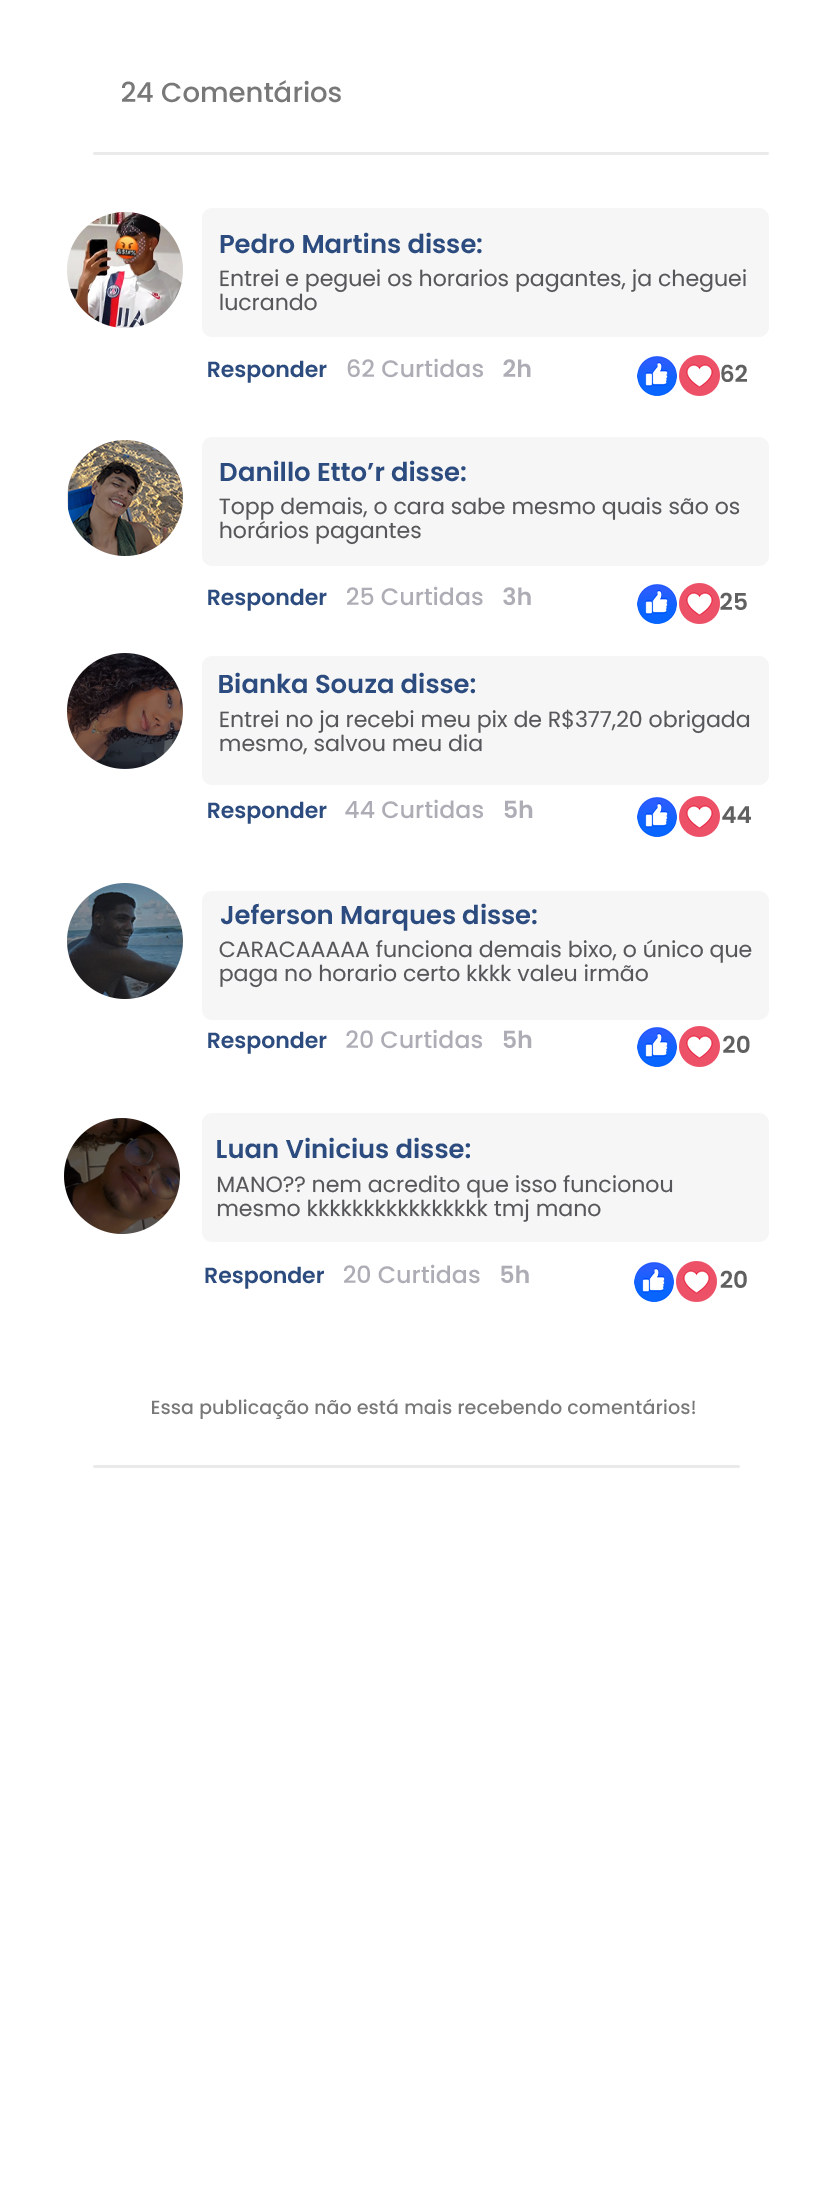 24 Comentários
Pedro Martins disse:
Entrei e peguei os horarios pagantes, ja cheguei
lucrando
Responder 62 Curtidas 2h 62
Danillo Etto’r disse:
Topp demais, o cara sabe mesmo quais são os
horários pagantes
Responder 25 Curtidas 3h 25
Bianka Souza disse:
Entrei no ja recebi meu pix de R$377,20 obrigada
mesmo, salvou meu dia
Responder 44 Curtidas 5h 44
Jeferson Marques disse:
CARACAAAAA funciona demais bixo, o único que
paga no horario certo kkkk valeu irmão
Responder 20 Curtidas 5h 20
Luan Vinicius disse:
MANO?? nem acredito que isso funcionou
mesmo kkkkkkkkkkkkkkkk tmj mano
Responder 20 Curtidas 5h 20
Essa publicação não está mais recebendo comentários!